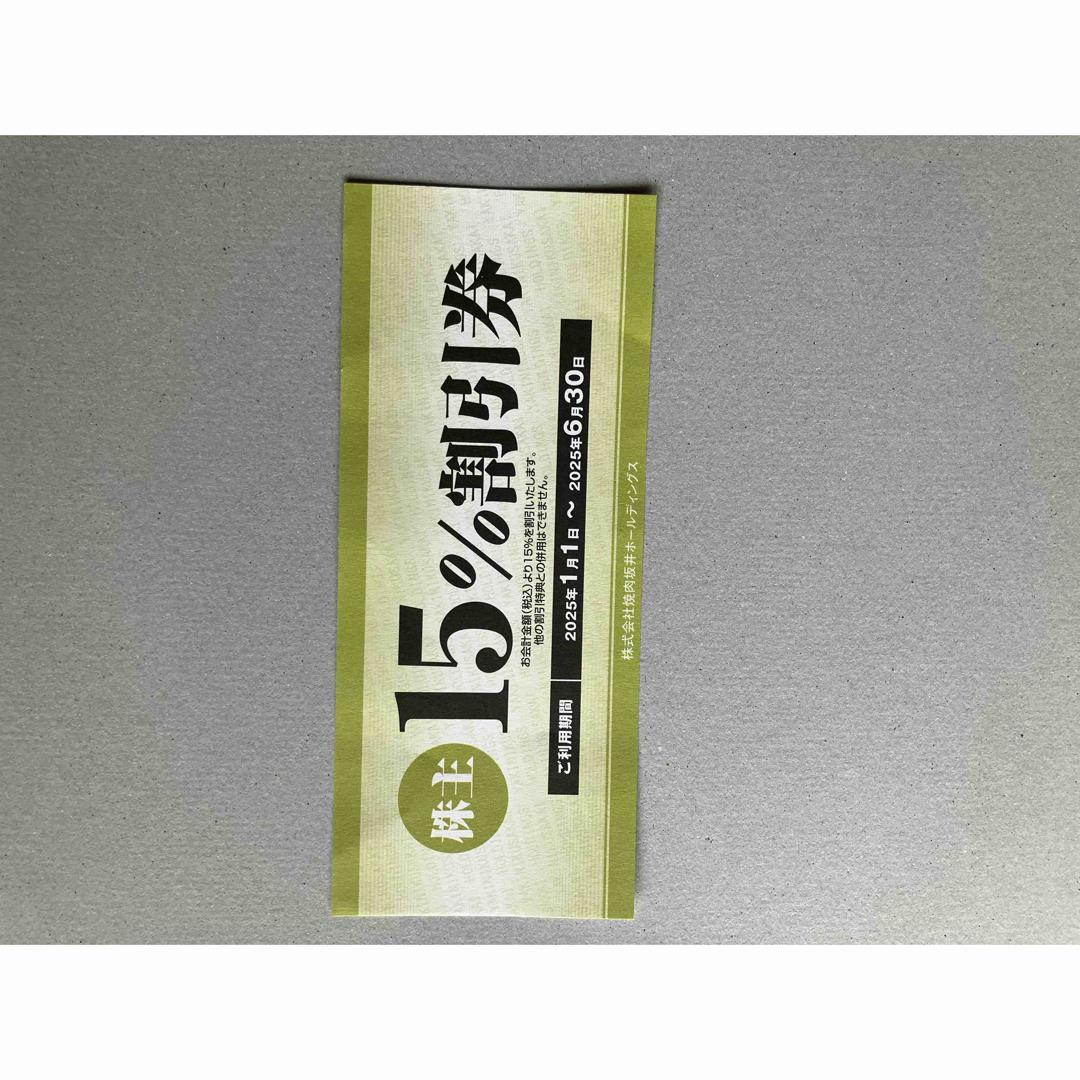 株主 15%割引券
お会計金額(税込)より15%を割引いたします。
他の割引特典との併用はできません。
ご利用期間 2025年1月1日 〜 2025年6月30日
株式会社焼肉坂井ホールディングス